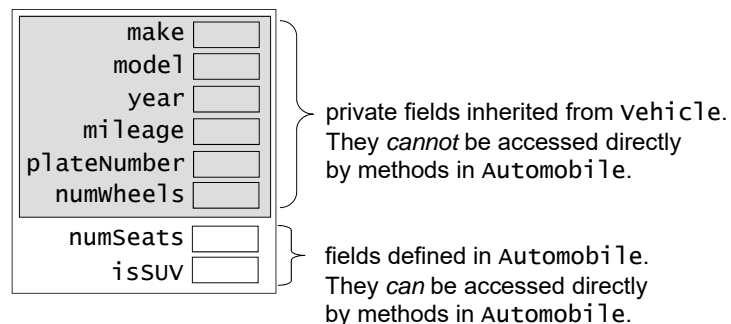 make
model
year
mileage
plateNumber
numWheels
private fields inherited from Vehicle.
They cannot be accessed directly
by methods in Automobile.
numSeats
isSUV
fields defined in Automobile.
They can be accessed directly
by methods in Automobile.